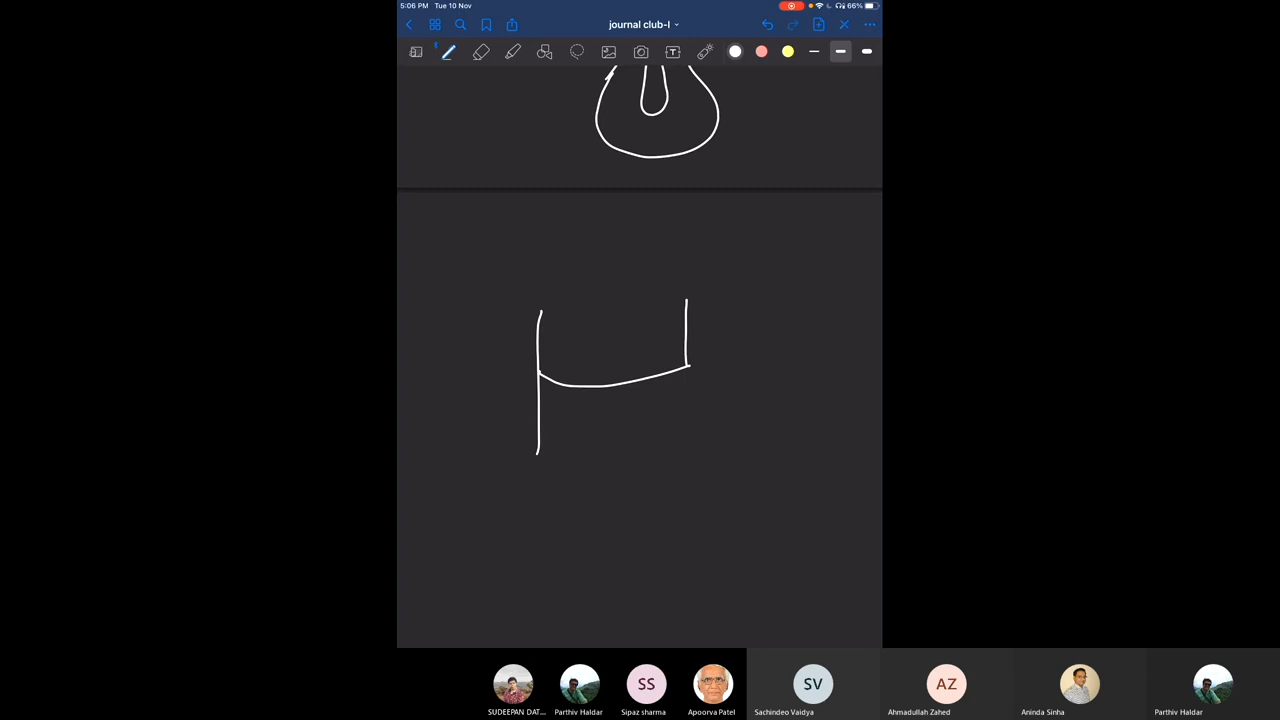 5:06 PM Tue 10 Nov
66%
journal club-I
T
SS
SV
AZ
SUDEEPAN DAT...
Parthiv Haldar
Sipaz sharma
Apoorva Patel
Sachindeo Vaidya
Ahmadullah Zahed
Aninda Sinha
Parthiv Haldar